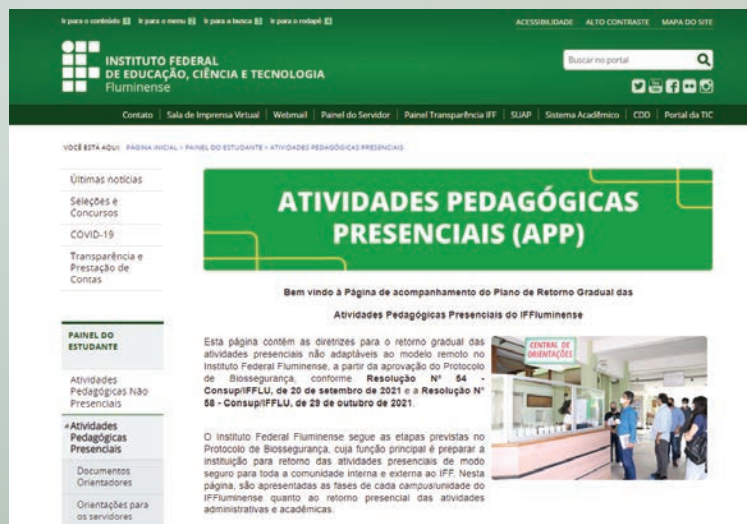 Ir para o conteúdo 1 Ir para o menu 2 Ir para a busca 3 Ir para o rodapé 4
ACESSIBILIDADE ALTO CONTRASTE MAPA DO SITE
INSTITUTO FEDERAL
DE EDUCAÇÃO, CIÊNCIA E TECNOLOGIA
Fluminense
Buscar no portal
Contato Sala de Imprensa Virtual Webmail Painel do Servidor Painel Transparência IFF SUAP Sistema Acadêmico CDD Portal da TIC
VOCÊ ESTÁ AQUI: PÁGINA INICIAL > PAINEL DO ESTUDANTE > ATIVIDADES PEDAGÓGICAS PRESENCIAIS
Últimas notícias
Seleções e
Concursos
COVID-19
Transparência e
Prestação de
Contas
PAINEL DO
ESTUDANTE
Atividades
Pedagógicas Não
Presenciais
Atividades
Pedagógicas
Presenciais
Documentos
Orientadores
Orientações para
os servidores
ATIVIDADES PEDAGÓGICAS
PRESENCIAIS (APP)
Bem vindo à Página de acompanhamento do Plano de Retorno Gradual das
Atividades Pedagógicas Presenciais do IFFluminense
Esta página contém as diretrizes para o retorno gradual das
atividades presenciais não adaptáveis ao modelo remoto no
Instituto Federal Fluminense, a partir da aprovação do Protocolo
de Biossegurança, conforme Resolução N° 54 -
Consup/IFFLU, de 20 de setembro de 2021 e a Resolução N°
58 - Consup/IFFLU, de 29 de outubro de 2021.
O Instituto Federal Fluminense segue as etapas previstas no
Protocolo de Biossegurança, cuja função principal é preparar a
instituição para retorno das atividades presenciais de modo
seguro para toda a comunidade interna e externa ao IFF. Nesta
página, são apresentadas as fases de cada campus/unidade do
IFFluminense quanto ao retorno presencial das atividades
administrativas e acadêmicas.
CENTRAL DE
ORIENTAÇÕES